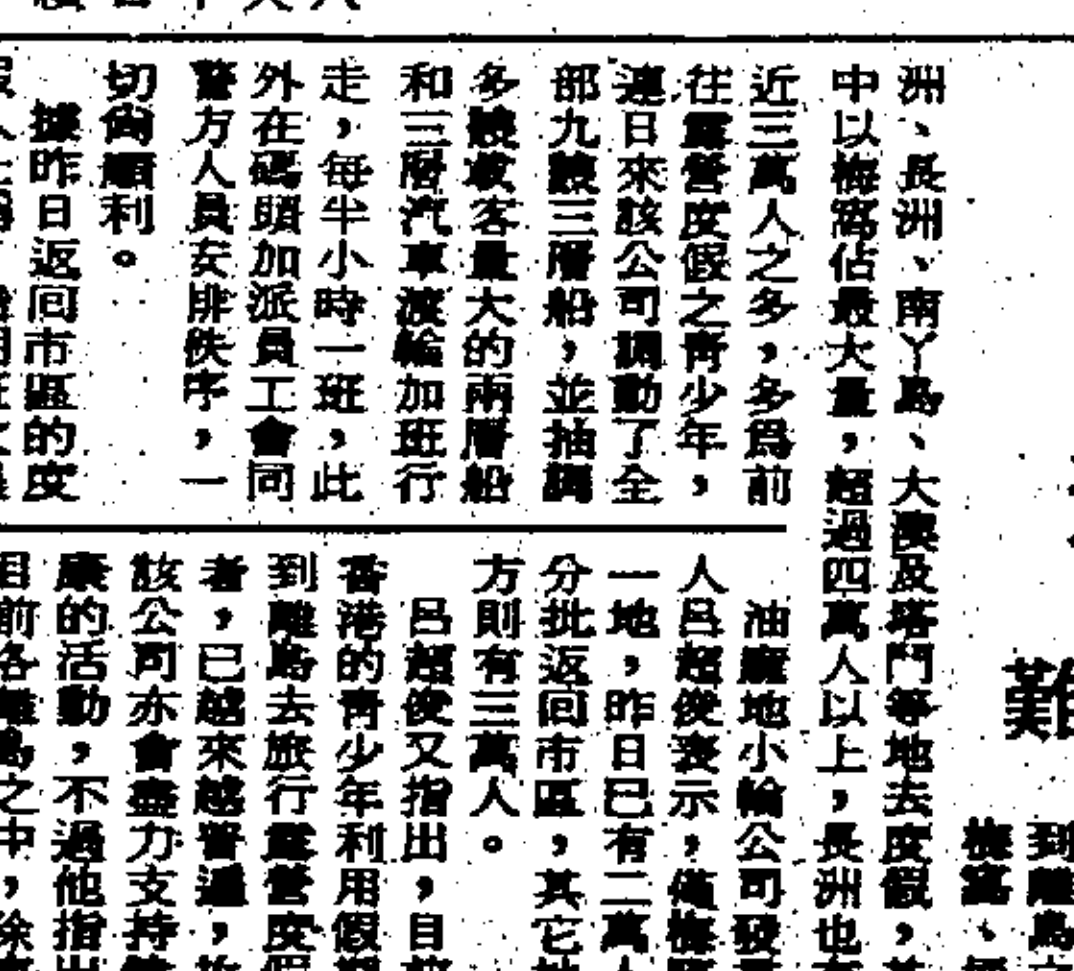 難
到離島
梅窩、
洲、長洲、南丫島、大澳及塔門等地去度假，
中以梅窩佔最大量，超過四萬人以上，長洲也
近三萬人之多，多爲前
往露營度假之靑少年，
連日來該公司調動了全
部九艘三層船，並抽調
多艘載客量大的兩層船
和三層汽車渡輪加班行
走，每半小時一班，此
外在碼頭加派員工會同
警方人員安排秩序，一
切尙順利。
據昨日返囘市區的度
油蔴地小輪公司發
人呂超俊表示，僅梅窩
一地，昨日已有二萬人
分批返回市區，其它地
方則有三萬人。
呂超俊又指出，自
香港的靑少年利用假期
到離島去旅行露營度假
者，已越來越普遍，
該公司亦會盡力支持
康的活動，不過他指出
目前各離島之中，除